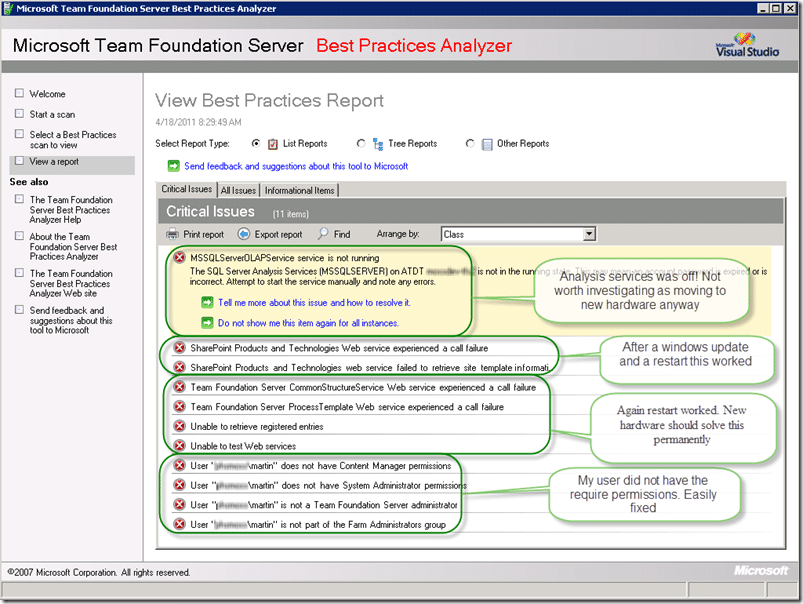 Microsoft Team Foundation Server Best Practices Analyzer
Microsoft Team Foundation Server Best Practices Analyzer
Microsoft
Visual Studio
Welcome
Start a scan
Select a Best Practices
scan to view
View a report
See also
The Team Foundation
Server Best Practices
Analyzer Help
About the Team
Foundation Server Best
Practices Analyzer
The Team Foundation
Server Best Practices
Analyzer Web site
Send feedback and
suggestions about this
tool to Microsoft
View Best Practices Report
4/18/2011 8:29:49 AM
Select Report Type: List Reports Tree Reports Other Reports
Send feedback and suggestions about this tool to Microsoft
Critical Issues All Issues Informational Items
Critical Issues (11 items)
Print report Export report Find Arrange by: Class
MSSQLServerOLAPService service is not running
The SQL Server Analysis Services (MSSQLSERVER) on ATDT is not in the running state. expired or is
incorrect. Attempt to start the service manually and note any errors.
Tell me more about this issue and how to resolve it.
Do not show me this item again for all instances.
Analysis services was off! Not
worth investigating as moving to
new hardware anyway
SharePoint Products and Technologies Web service experienced a call failure
SharePoint Products and Technologies web service failed to retrieve site template informati
After a windows update
and a restart this worked
Team Foundation Server CommonStructureService Web service experienced a call failure
Team Foundation Server ProcessTemplate Web service experienced a call failure
Unable to retrieve registered entries
Unable to test Web services
Again restart worked. New
hardware should solve this
permanently
User "\martin" does not have Content Manager permissions
User "\martin" does not have System Administrator permissions
User "\martin" is not a Team Foundation Server administrator
User "\martin" is not part of the Farm Administrators group
My user did not have the
require permissions. Easily
fixed
©2007 Microsoft Corporation. All rights reserved.
Microsoft